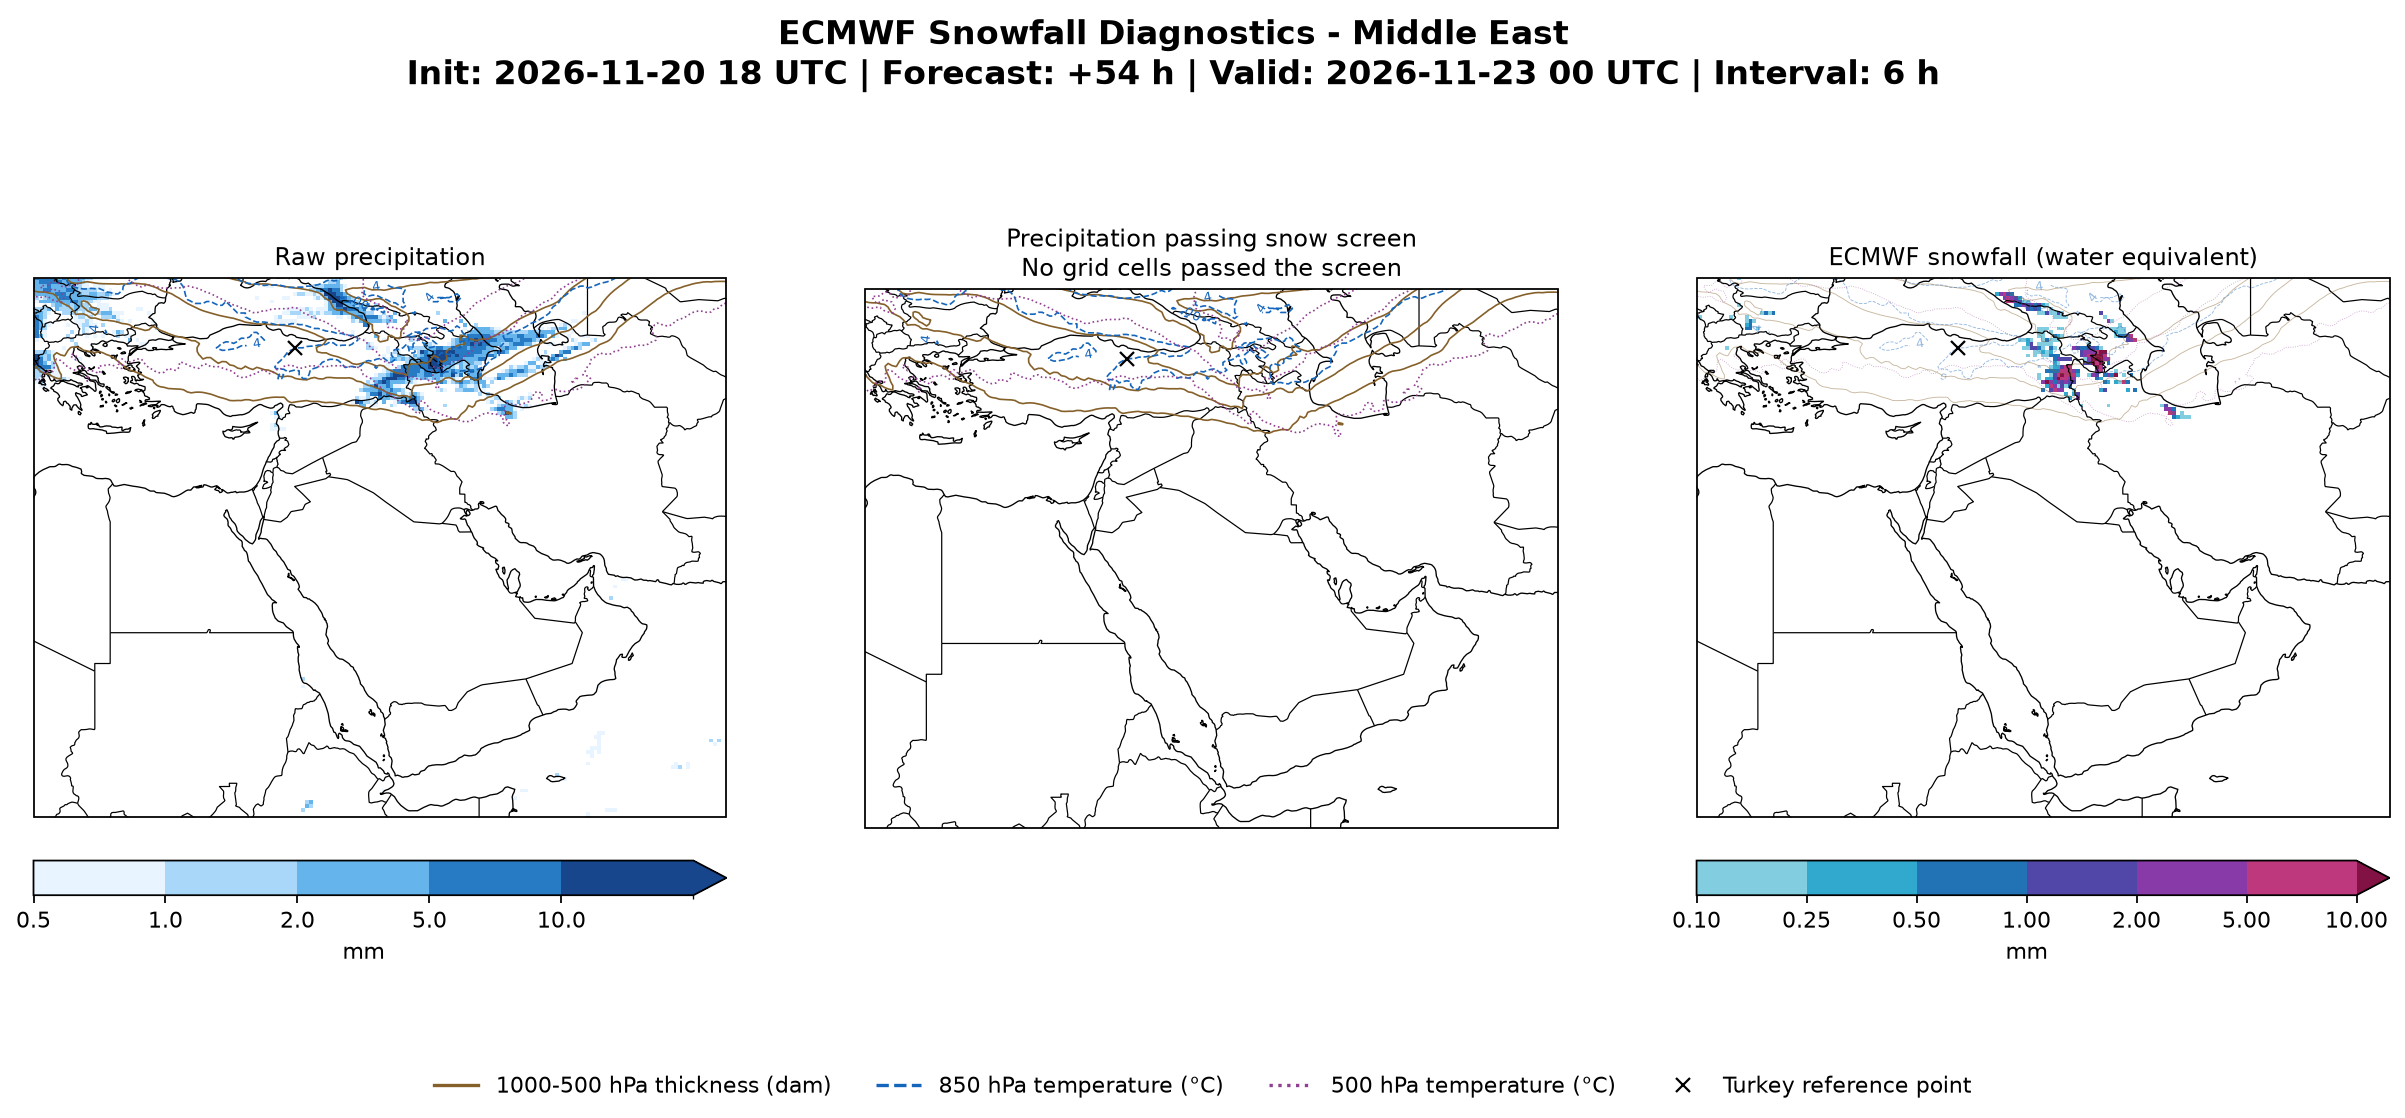 ECMWF Snowfall Diagnostics - Middle East
Init: 2026-11-20 18 UTC | Forecast: +54 h | Valid: 2026-11-23 00 UTC | Interval: 6 h
Raw precipitation
Precipitation passing snow screen
No grid cells passed the screen
ECMWF snowfall (water equivalent)
0.5 1.0 2.0 5.0 10.0
mm
0.10 0.25 0.50 1.00 2.00 5.00 10.00
mm
1000-500 hPa thickness (dam) 850 hPa temperature (°C) 500 hPa temperature (°C) Turkey reference point